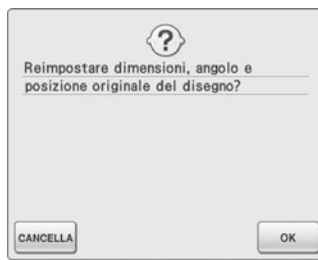 Reimpostare dimensioni, angolo e
posizione originale del disegno?
CANCELLA
OK